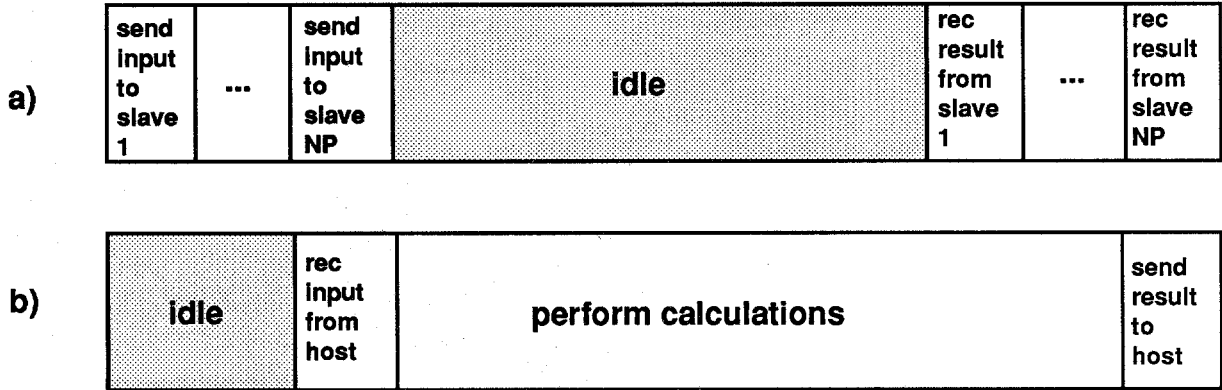 a)
send
input
to
slave
1
...
send
input
to
slave
NP
idle
rec
result
from
slave
1
...
rec
result
from
slave
NP
b)
idle
rec
input
from
host
perform calculations
send
result
to
host